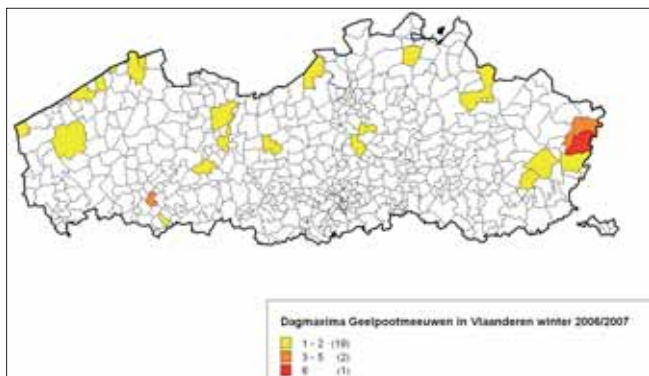 Dagmaxima Geelpootmeeuwen in Vlaanderen winter 2006/2007
1 - 2 (19)
3 - 5 (2)
6 (1)